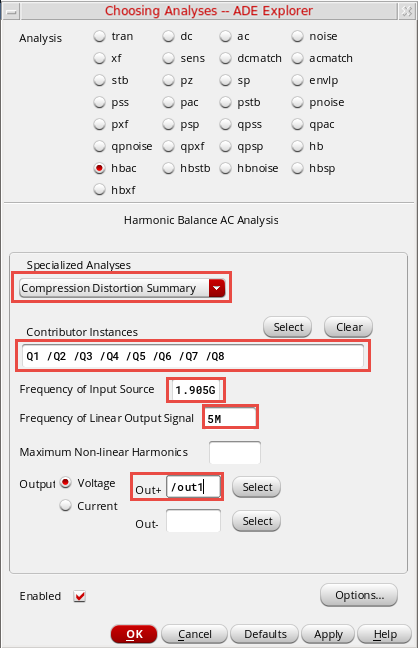 Choosing Analyses -- ADE Explorer
Analysis tran dc ac noise
xf sens dcmatch acmatch
stb pz sp envlp
pss pac pstb pnoise
pxf psp qpss qpac
qpnoise qpxf qpsp hb
hbac hbstb hbnoise hbsp
hbxf
Harmonic Balance AC Analysis
Specialized Analyses
Compression Distortion Summary
Contributor Instances Select Clear
Q1 /Q2 /Q3 /Q4 /Q5 /Q6 /Q7 /Q8
Frequency of Input Source 1.905G
Frequency of Linear Output Signal 5M
Maximum Non-linear Harmonics
Output Voltage Out+ /out1 Select
Current
Out- Select
Enabled Options...
OK Cancel Defaults Apply Help